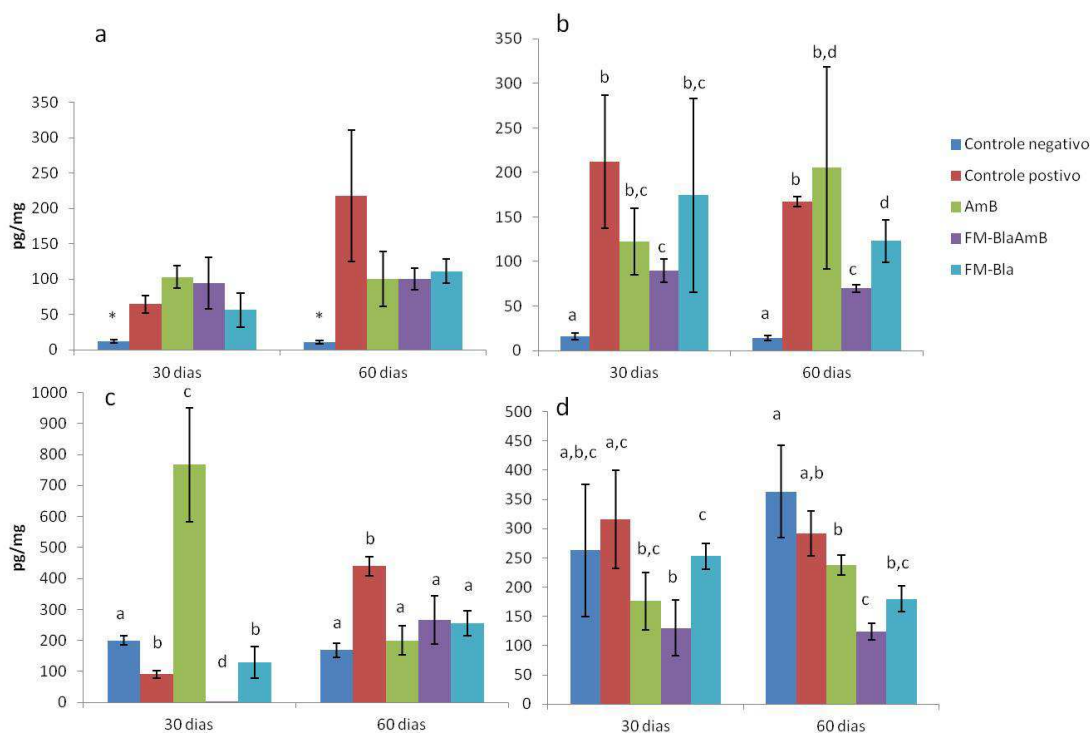 a
350
300
250
200
150
100
50
0
pg/mg
*
*
30 dias
60 dias
b
350
300
250
200
150
100
50
0
a
b
b,c
c
b,c
a
b
b,d
c
d
30 dias
60 dias
Controle negativo
Controle postivo
AmB
FM-BlaAmB
FM-Bla
c
1000
900
800
700
600
500
400
300
200
100
0
pg/mg
a
b
c
d
b
a
b
a
a
a
30 dias
60 dias
d
500
450
400
350
300
250
200
150
100
50
0
a,b,c
a,c
b,c
b
c
a
a,b
b
c
b,c
30 dias
60 dias